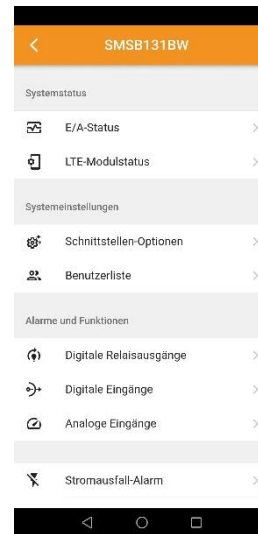 SMSB131BW
Systemstatus
E/A-Status
LTE-Modulstatus
Systemeinstellungen
Schnittstellen-Optionen
Benutzerliste
Alarme und Funktionen
Digitale Relaisausgänge
Digitale Eingänge
Analoge Eingänge
Stromausfall-Alarm